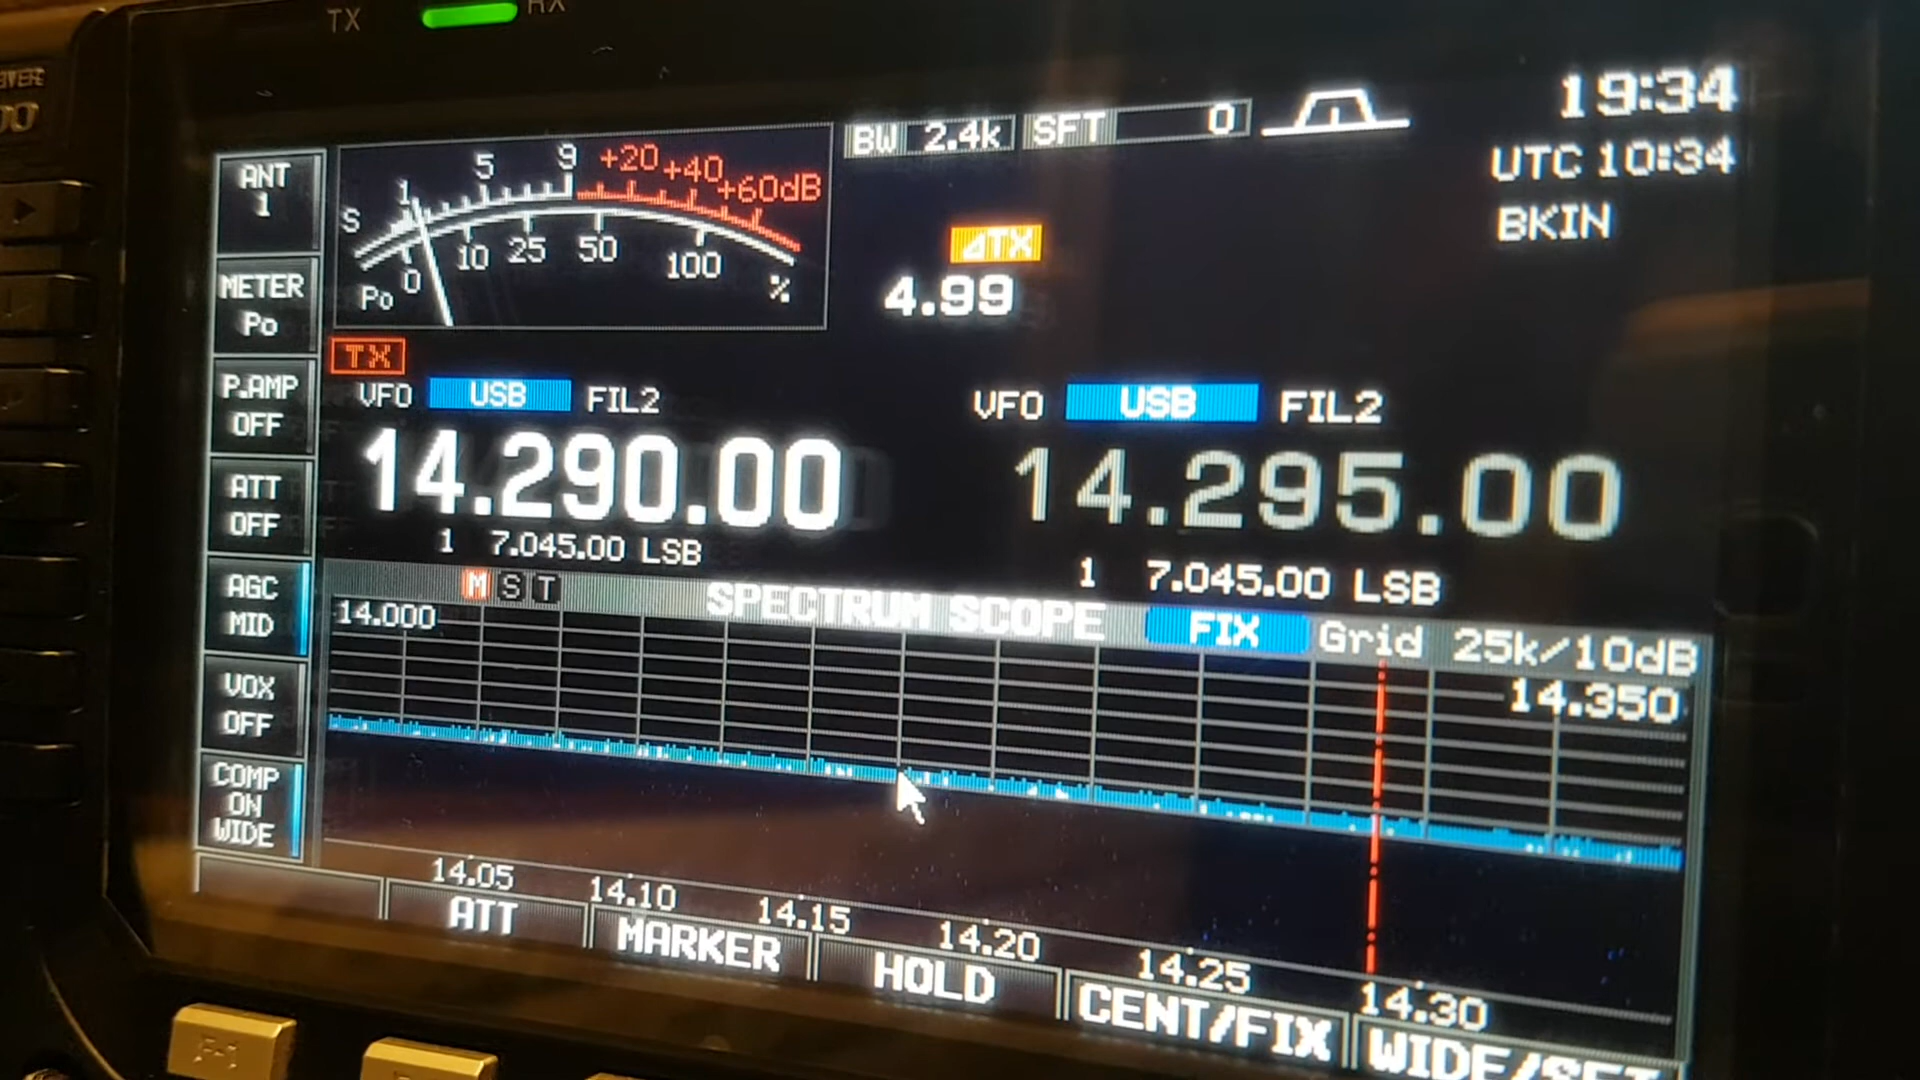 TX RX
19:34
UTC 10:34
BKIN
BW 2.4k SFT 0
ANT
1
S 1 5 9 +20 +40 +60dB
Po 0 10 25 50 100 %
⊿TX
4.99
METER
Po
TX
VFO USB FIL2
VFO USB FIL2
P.AMP
OFF
14.290.00
14.295.00
ATT
OFF
1 7.045.00 LSB
1 7.045.00 LSB
AGC
MID
M S T
SPECTRUM SCOPE FIX Grid 25k/10dB
14.000
14.350
VOX
OFF
COMP
ON
WIDE
14.05 14.10 14.15 14.20 14.25 14.30
ATT MARKER HOLD CENT/FIX WIDE/SET
F-1